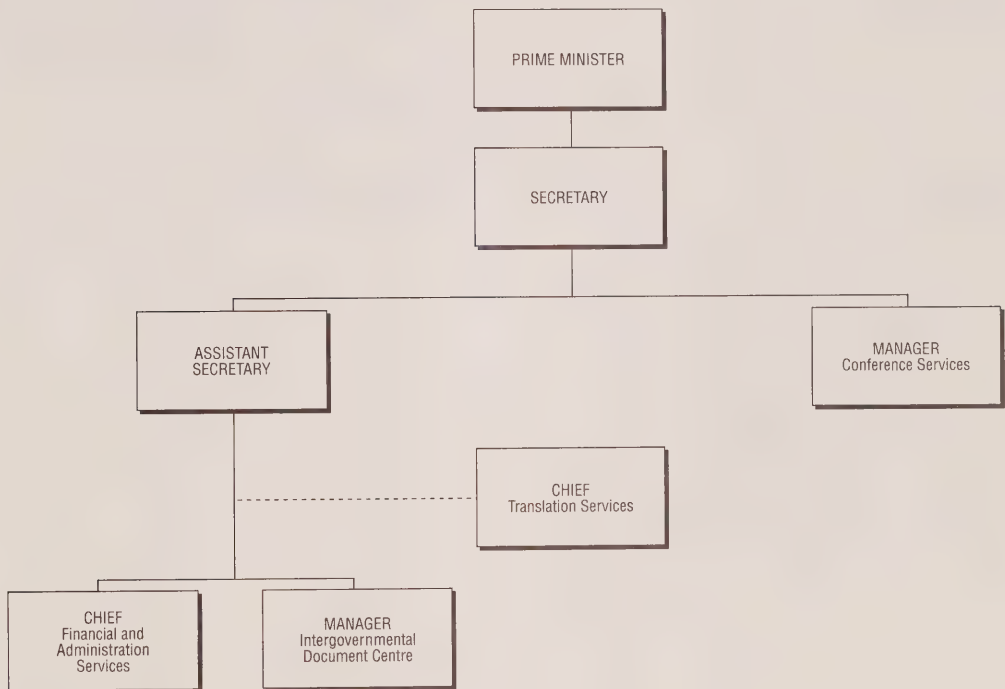 PRIME MINISTER
SECRETARY
ASSISTANT
SECRETARY
MANAGER
Conference Services
CHIEF
Translation Services
CHIEF
Financial and
Administration
Services
MANAGER
Intergovernmental
Document Centre